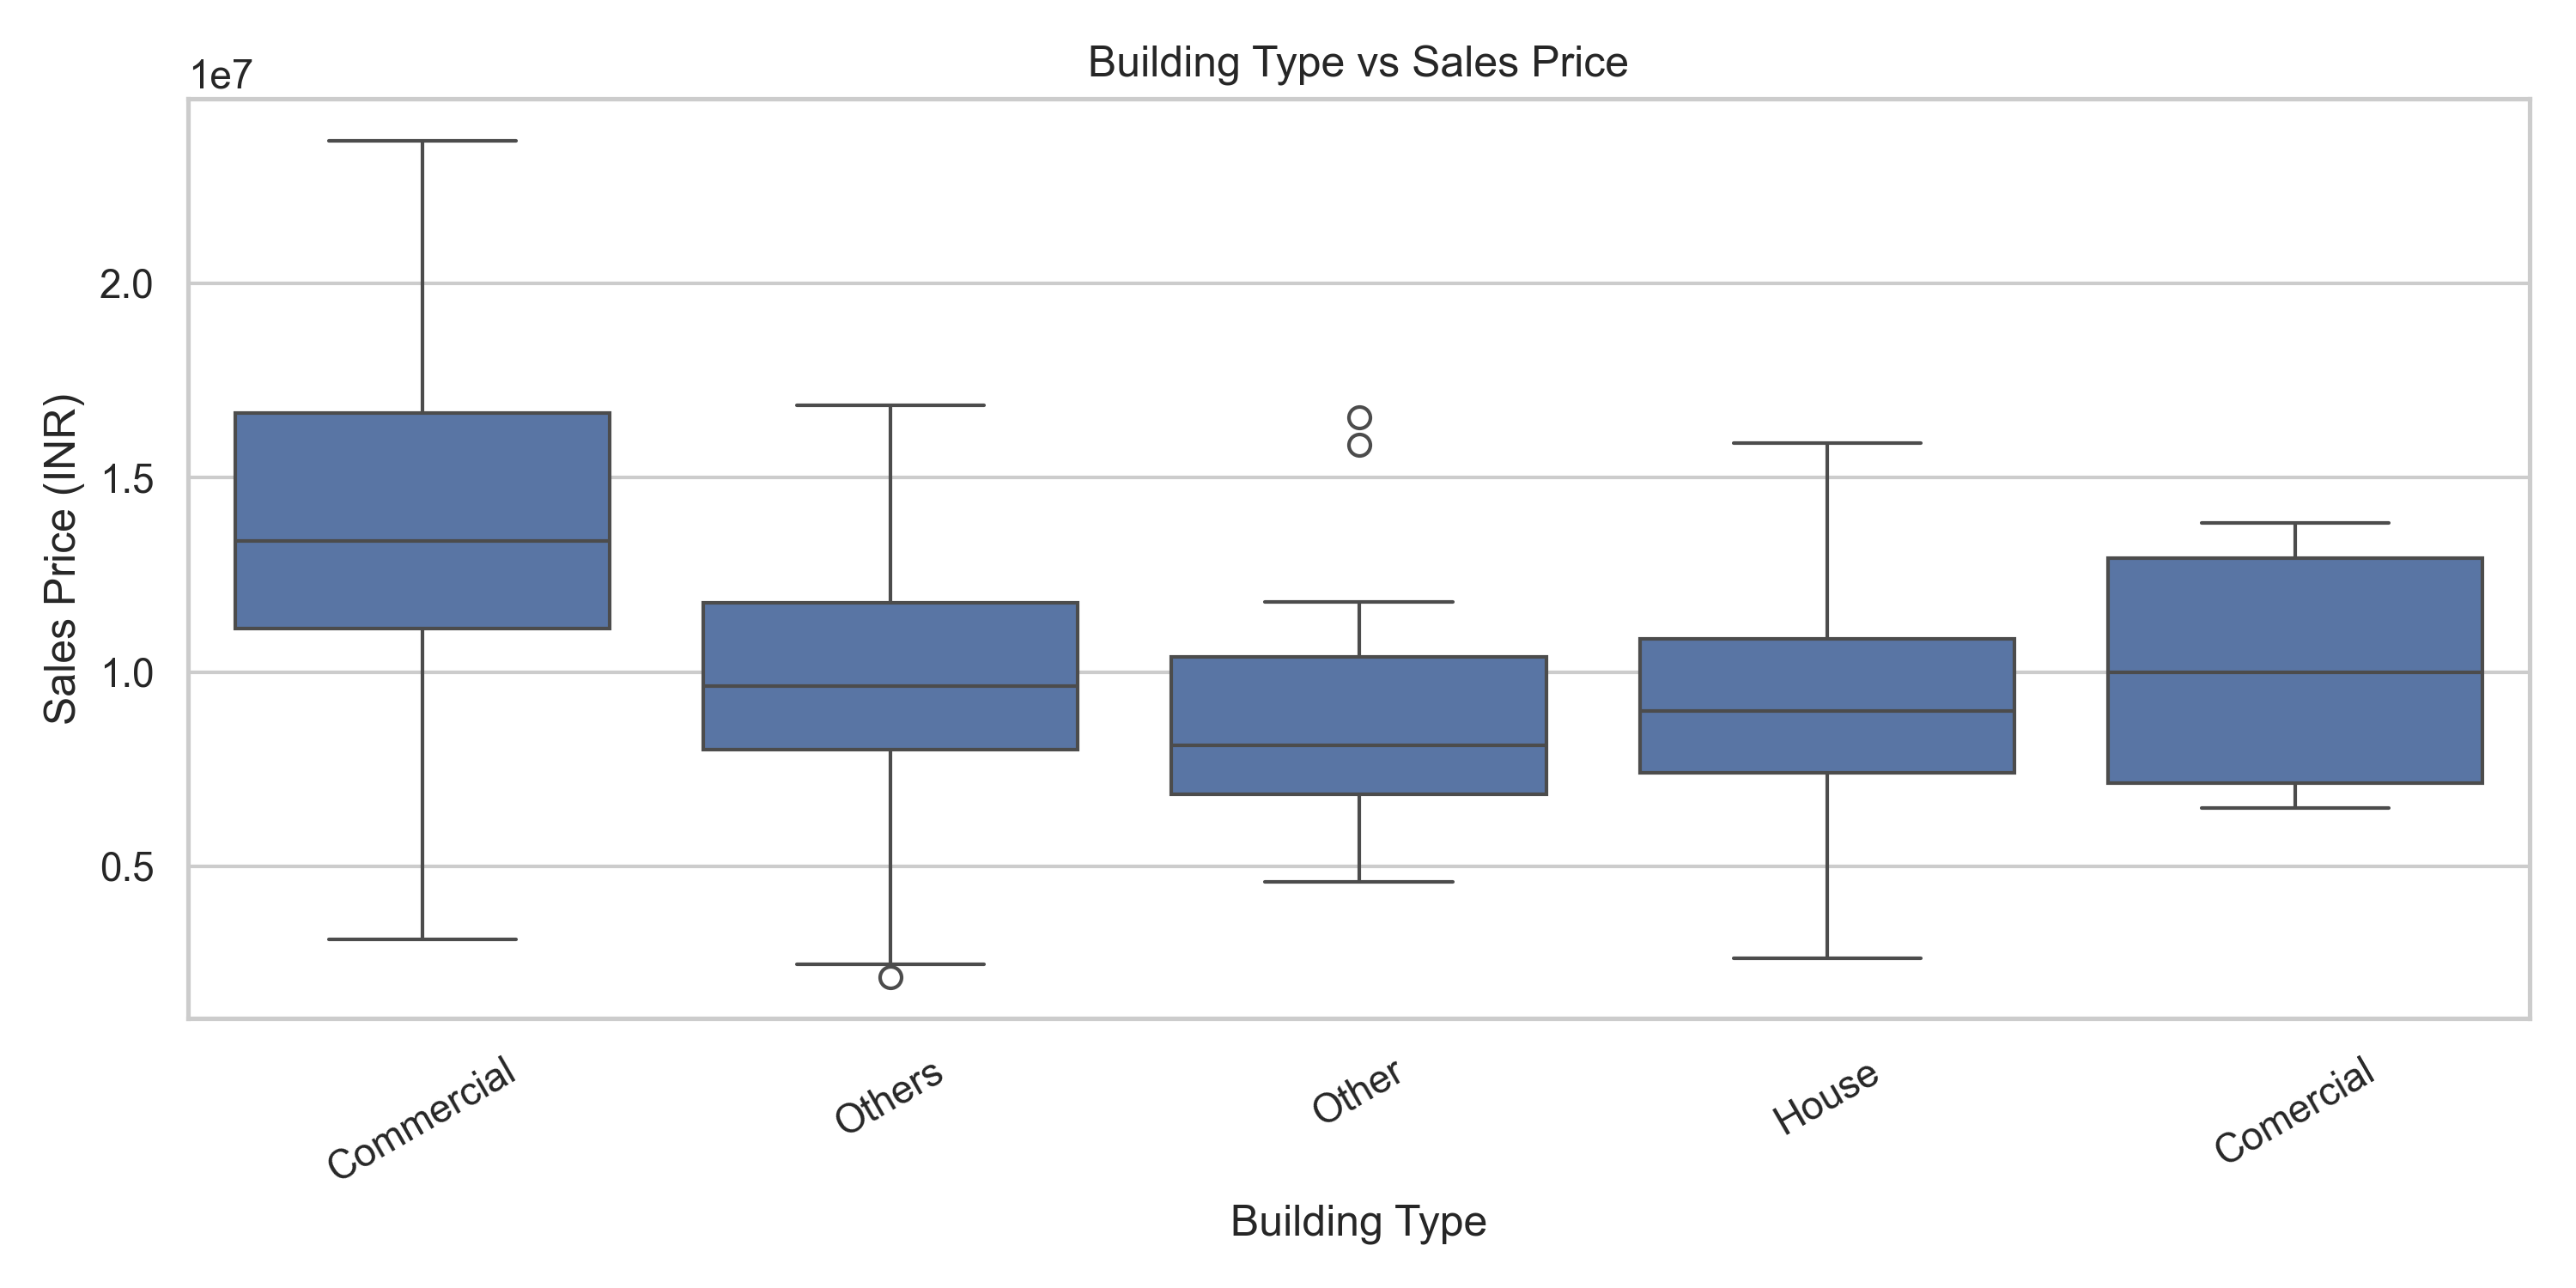 Building Type vs Sales Price
1e7
2.0
1.5
1.0
0.5
Sales Price (INR)
Commercial
Others
Other
House
Comercial
Building Type